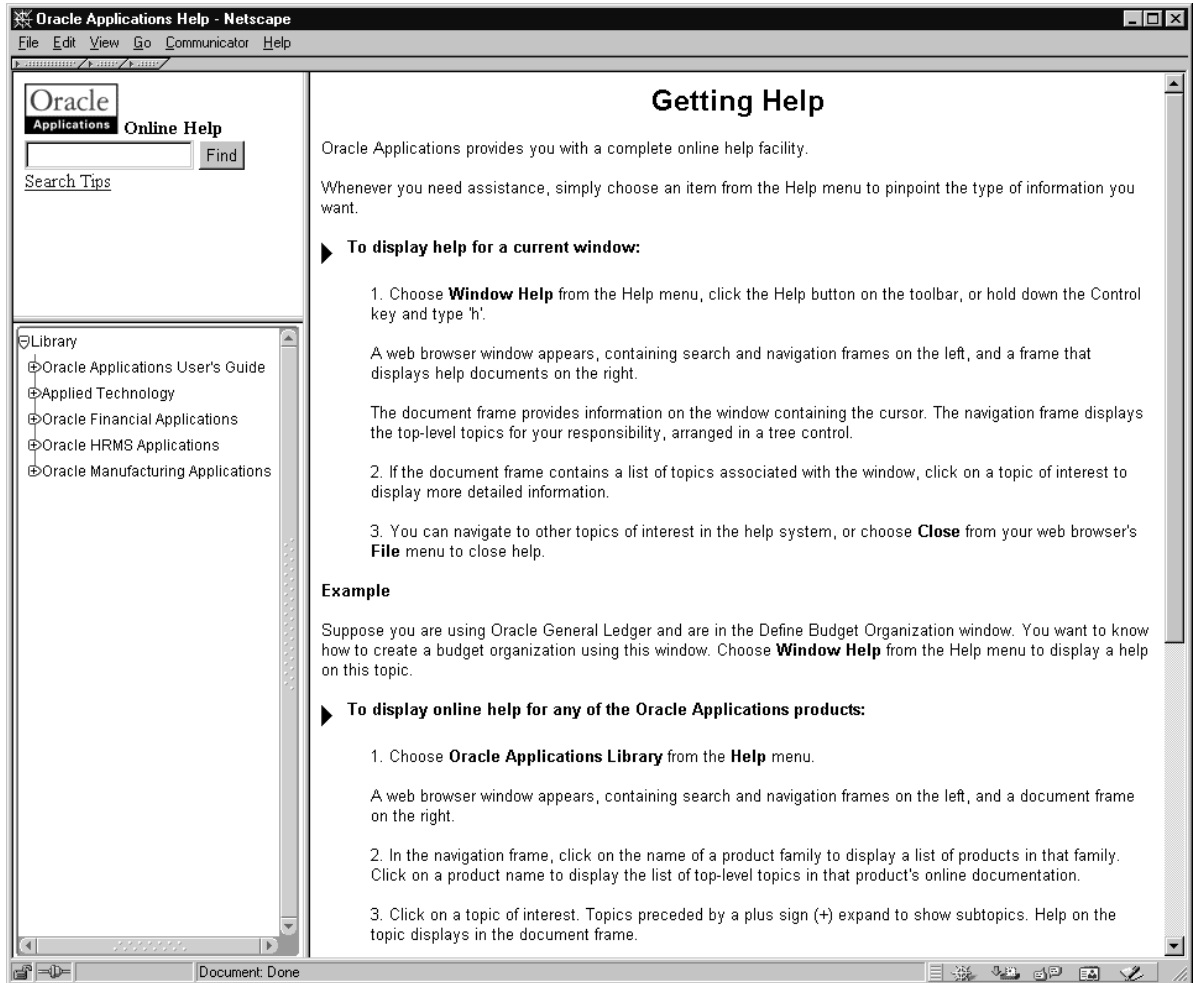 Oracle Applications Help - Netscape
File Edit View Go Communicator Help
Oracle
Applications Online Help
Find
Search Tips
Library
Oracle Applications User's Guide
Applied Technology
Oracle Financial Applications
Oracle HRMS Applications
Oracle Manufacturing Applications
Getting Help
Oracle Applications provides you with a complete online help facility.
Whenever you need assistance, simply choose an item from the Help menu to pinpoint the type of information you
want.
To display help for a current window:
1. Choose Window Help from the Help menu, click the Help button on the toolbar, or hold down the Control
key and type 'h'.
A web browser window appears, containing search and navigation frames on the left, and a frame that
displays help documents on the right.
The document frame provides information on the window containing the cursor. The navigation frame displays
the top-level topics for your responsibility, arranged in a tree control.
2. If the document frame contains a list of topics associated with the window, click on a topic of interest to
display more detailed information.
3. You can navigate to other topics of interest in the help system, or choose Close from your web browser's
File menu to close help.
Example
Suppose you are using Oracle General Ledger and are in the Define Budget Organization window. You want to know
how to create a budget organization using this window. Choose Window Help from the Help menu to display a help
on this topic.
To display online help for any of the Oracle Applications products:
1. Choose Oracle Applications Library from the Help menu.
A web browser window appears, containing search and navigation frames on the left, and a document frame
on the right.
2. In the navigation frame, click on the name of a product family to display a list of products in that family.
Click on a product name to display the list of top-level topics in that product's online documentation.
3. Click on a topic of interest. Topics preceded by a plus sign (+) expand to show subtopics. Help on the
topic displays in the document frame.
Document: Done